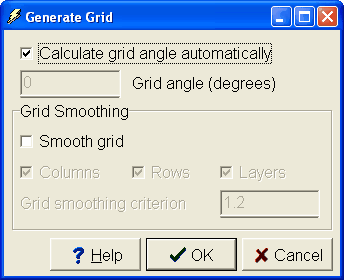 Generate Grid
Calculate grid angle automatically
0 Grid angle (degrees)
Grid Smoothing
Smooth grid
Columns Rows Layers
Grid smoothing criterion 1.2
? Help OK Cancel